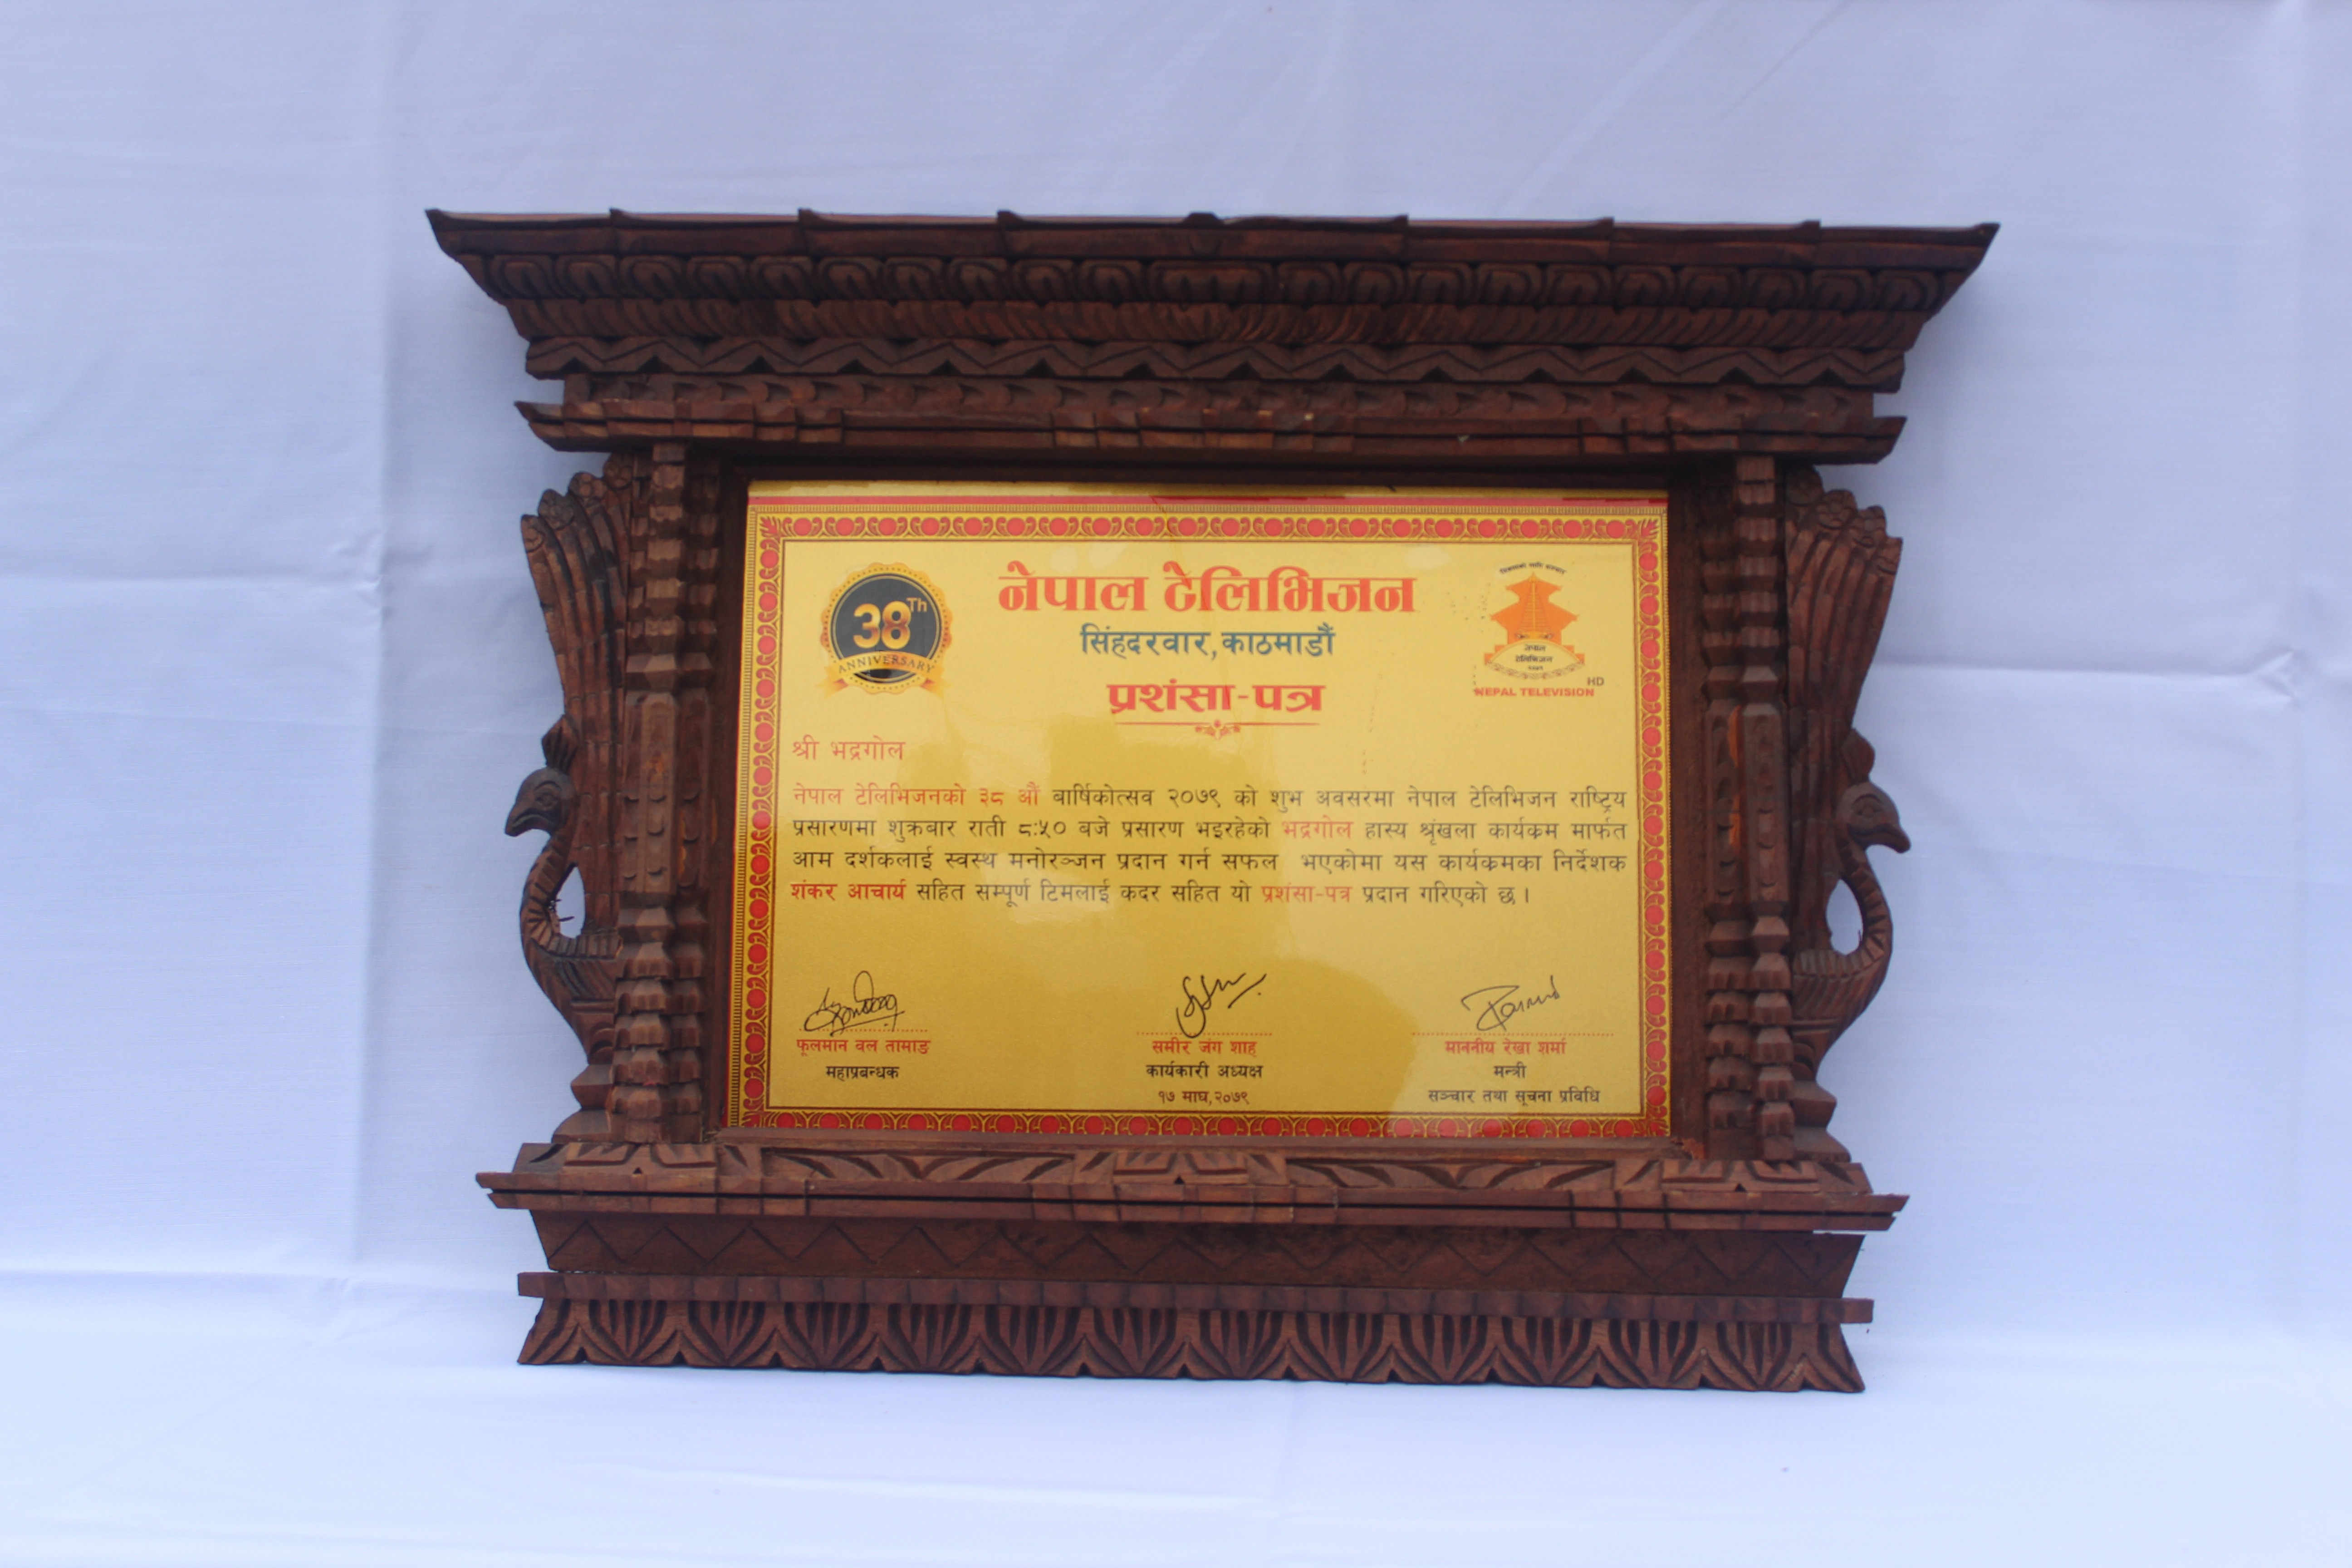 नेपाल टेलिभिजन
सिंहदरवार,काठमाडौँ
प्रशंसा-पत्र
38Th
ANNIVERSARY
नेपाल
टेलिभिजन
HD
NEPAL TELEVISION
श्री भद्रगोल
नेपाल टेलिभिजनको ३८ औं बार्षिकोत्सव २०७९ को शुभ अवसरमा नेपाल टेलिभिजन राष्ट्रिय
प्रसारणमा शुक्रबार राती ८:५० बजे प्रसारण भइरहेको भद्रगोल हास्य श्रृंखला कार्यक्रम मार्फत
आम दर्शकलाई स्वस्थ मनोरञ्जन प्रदान गर्न सफल भएकोमा यस कार्यक्रमका निर्देशक
शंकर आचार्य सहित सम्पूर्ण टिमलाई कदर सहित यो प्रशंसा-पत्र प्रदान गरिएको छ ।
फूलमान वल तामाङ
महाप्रबन्धक
समीर जंग शाह
कार्यकारी अध्यक्ष
१७ माघ,२०७९
माननीय रेखा शर्मा
मन्त्री
सञ्चार तथा सूचना प्रविधि